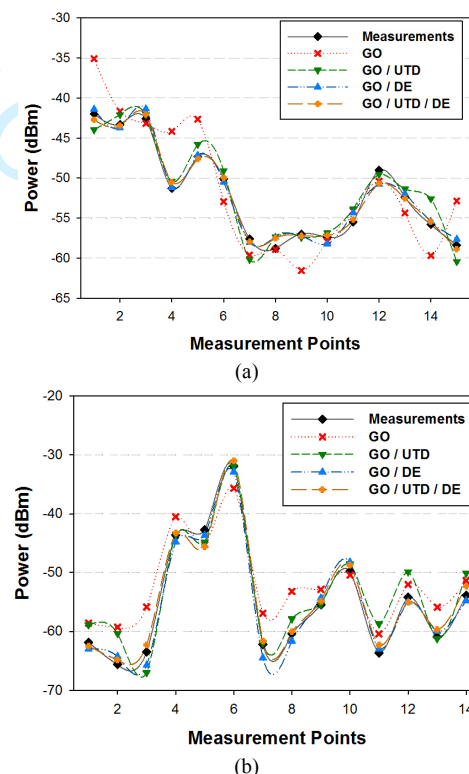 -30
-35
-40
-45
-50
-55
-60
-65
Power (dBm)
Measurements
GO
GO / UTD
GO / DE
GO / UTD / DE
2 4 6 8 10 12 14
Measurement Points
(a)
-20
-30
-40
-50
-60
-70
Power (dBm)
Measurements
GO
GO / UTD
GO / DE
GO / UTD / DE
2 4 6 8 10 12 14
Measurement Points
(b)